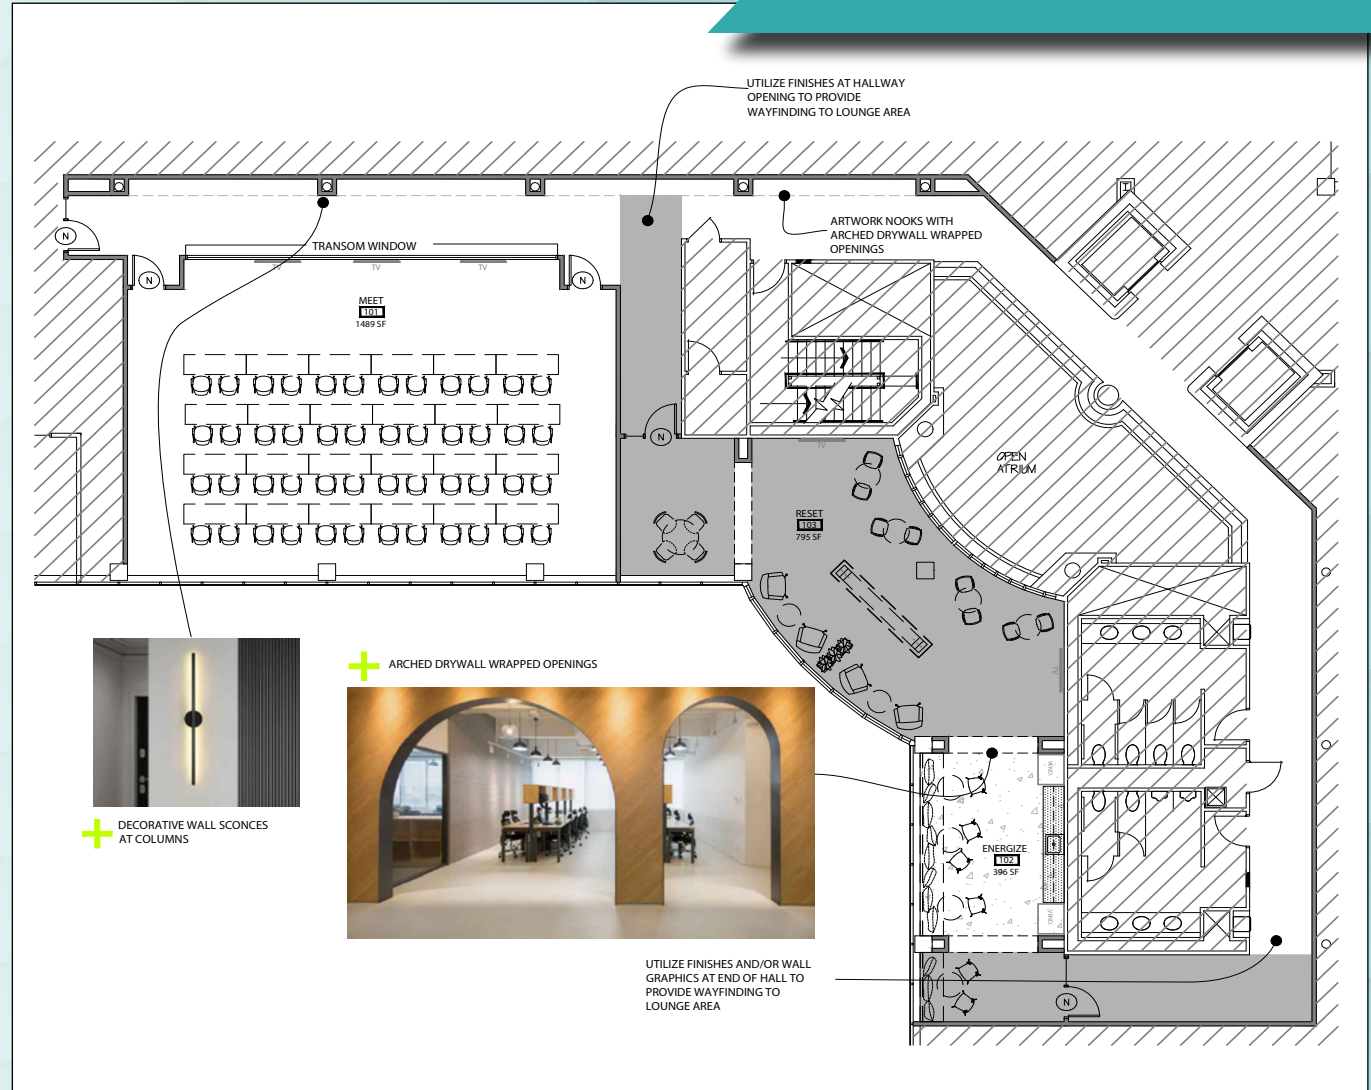 UTILIZE FINISHES AT HALLWAY
OPENING TO PROVIDE
WAYFINDING TO LOUNGE AREA
ARTWORK NOOKS WITH
ARCHED DRYWALL WRAPPED
OPENINGS
N
TRANSOM WINDOW
TV
TV
TV
N
N
MEET
101
1489 SF
N
TV
OPEN
ATRIUM
RESET
103
795 SF
TV
ARCHED DRYWALL WRAPPED OPENINGS
DECORATIVE WALL SCONCES
AT COLUMNS
VEND.
ENERGIZE
102
396 SF
VEND.
UTILIZE FINISHES AND/OR WALL
GRAPHICS AT END OF HALL TO
PROVIDE WAYFINDING TO
LOUNGE AREA
N